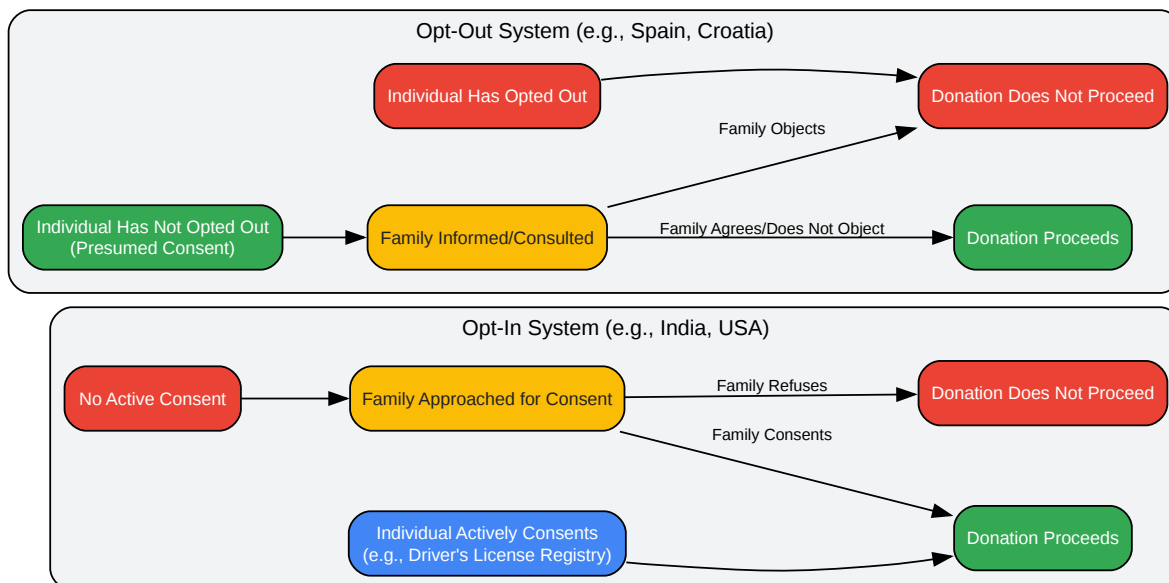 Opt-Out System (e.g., Spain, Croatia)
Individual Has Opted Out
Donation Does Not Proceed
Family Objects
Individual Has Not Opted Out
(Presumed Consent)
Family Informed/Consulted
Family Agrees/Does Not Object
Donation Proceeds
Opt-In System (e.g., India, USA)
No Active Consent
Family Approached for Consent
Family Refuses
Donation Does Not Proceed
Family Consents
Individual Actively Consents
(e.g., Driver's License Registry)
Donation Proceeds